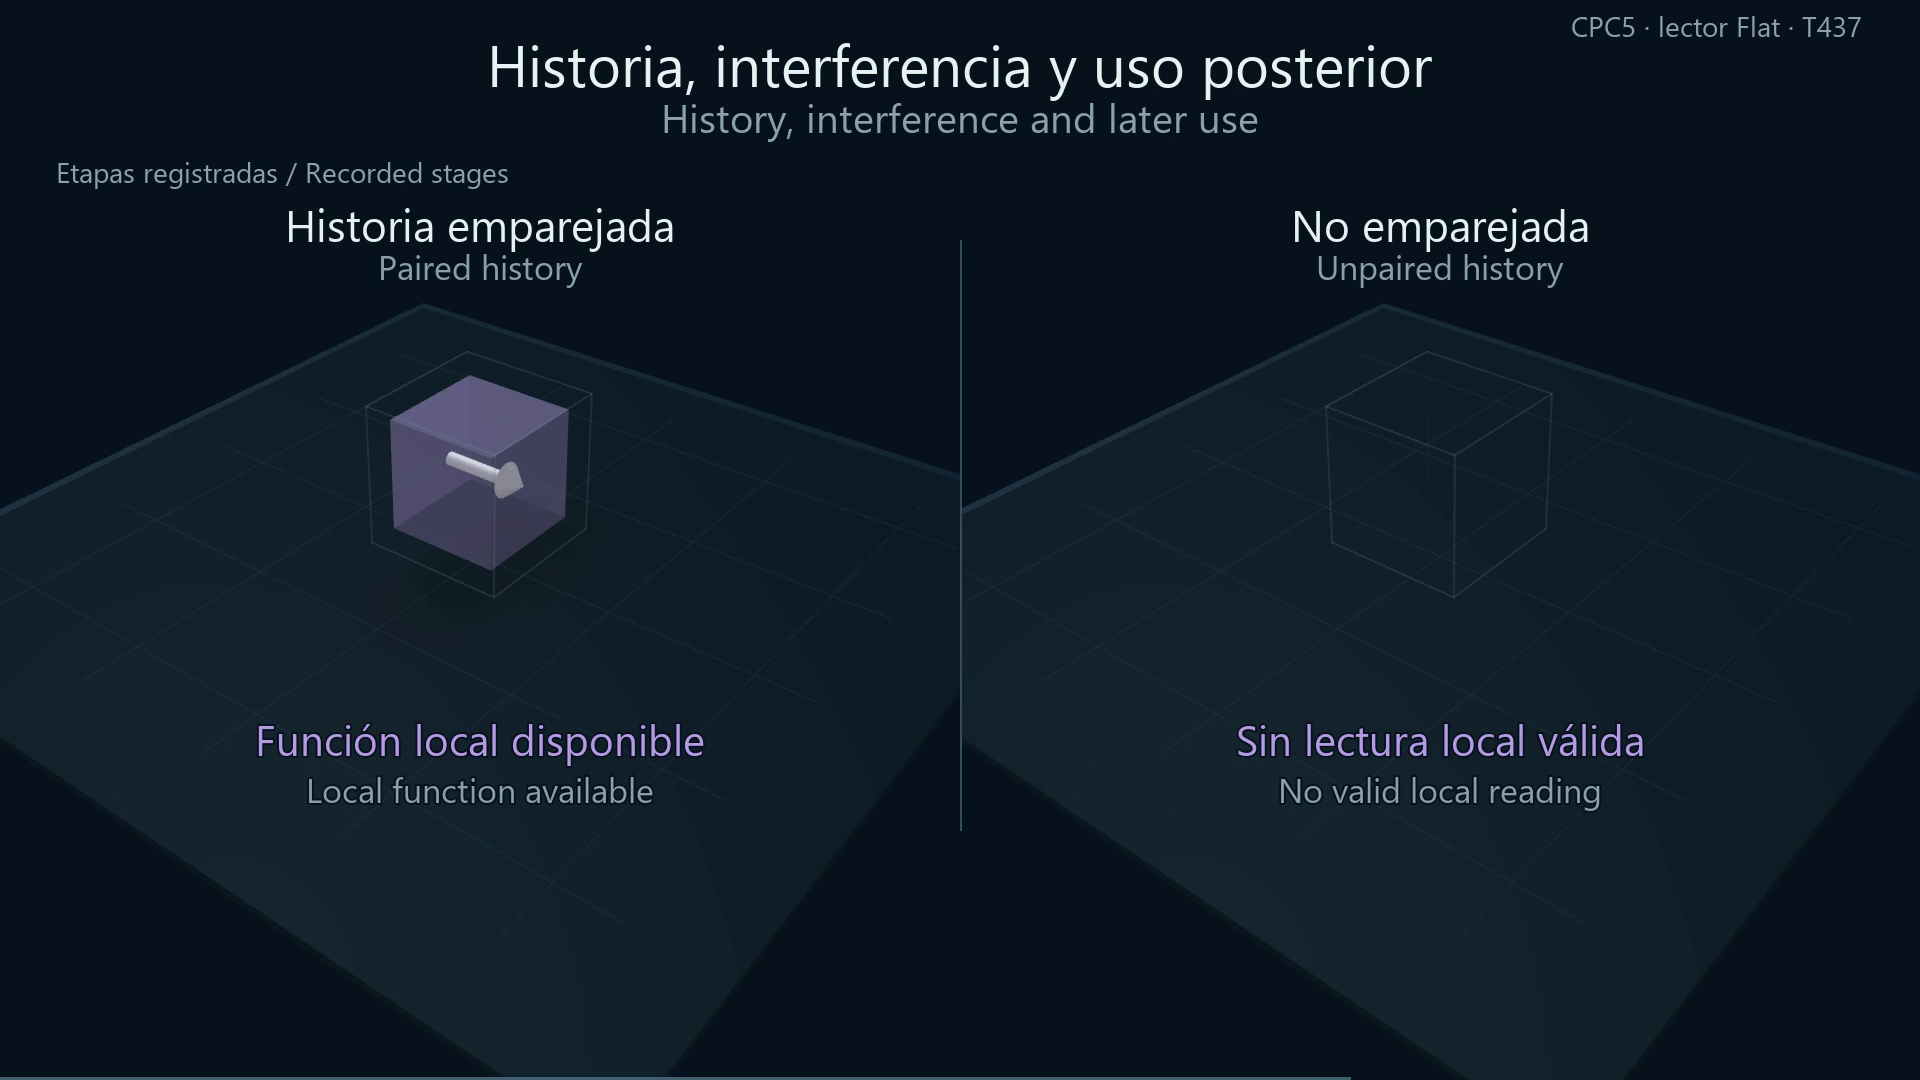 CPC5 · lector Flat · T437
Historia, interferencia y uso posterior
History, interference and later use
Etapas registradas / Recorded stages
Historia emparejada
Paired history
No emparejada
Unpaired history
Función local disponible
Local function available
Sin lectura local válida
No valid local reading